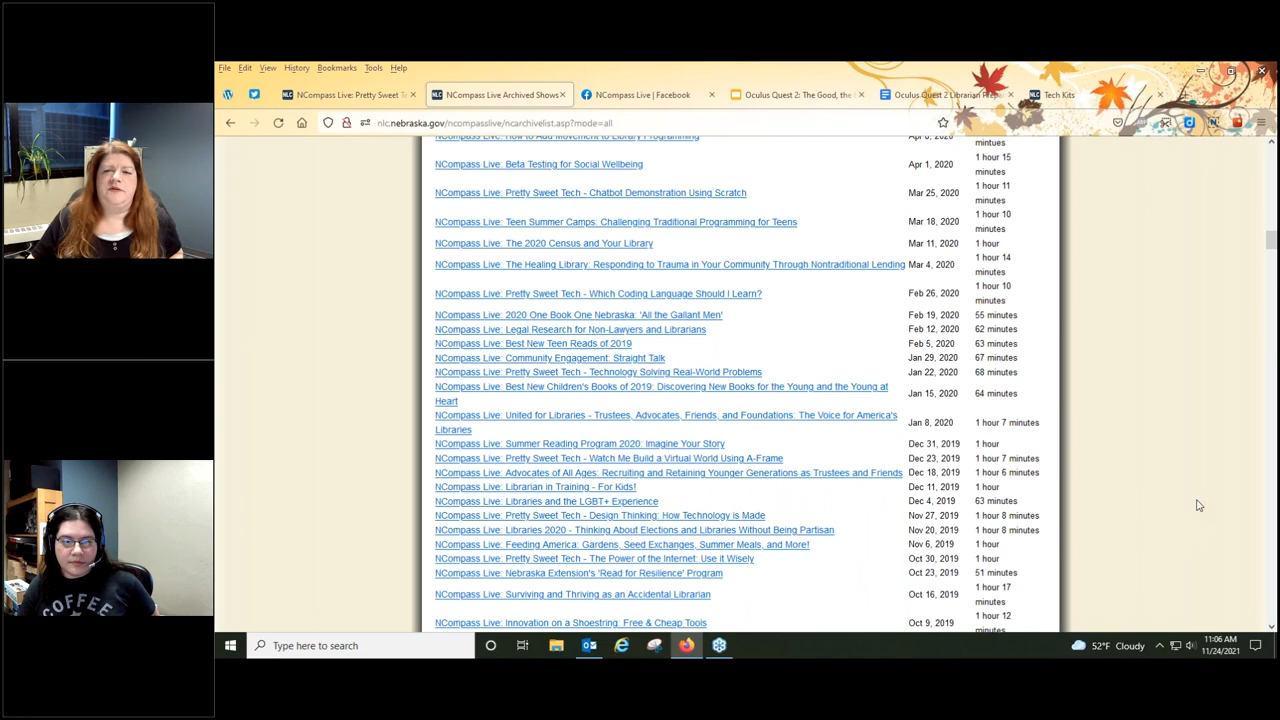 File Edit View History Bookmarks Tools Help
NCompass Live: Pretty Sweet T
NCompass Live Archived Shows
NCompass Live | Facebook
Oculus Quest 2: The Good, the
Oculus Quest 2 Librarian Prep
Tech Kits
nlc.nebraska.gov/ncompasslive/ncarchivelist.asp?mode=all
NCompass Live: How to Add Movement to Library Programming Apr 8, 2020
mintues
NCompass Live: Beta Testing for Social Wellbeing Apr 1, 2020 1 hour 15
minutes
NCompass Live: Pretty Sweet Tech - Chatbot Demonstration Using Scratch Mar 25, 2020 1 hour 11
minutes
NCompass Live: Teen Summer Camps: Challenging Traditional Programming for Teens Mar 18, 2020 1 hour 10
minutes
NCompass Live: The 2020 Census and Your Library Mar 11, 2020 1 hour
NCompass Live: The Healing Library: Responding to Trauma in Your Community Through Nontraditional Lending Mar 4, 2020 1 hour 14
minutes
NCompass Live: Pretty Sweet Tech - Which Coding Language Should I Learn? Feb 26, 2020 1 hour 10
minutes
NCompass Live: 2020 One Book One Nebraska: 'All the Gallant Men' Feb 19, 2020 55 minutes
NCompass Live: Legal Research for Non-Lawyers and Librarians Feb 12, 2020 62 minutes
NCompass Live: Best New Teen Reads of 2019 Feb 5, 2020 63 minutes
NCompass Live: Community Engagement: Straight Talk Jan 29, 2020 67 minutes
NCompass Live: Pretty Sweet Tech - Technology Solving Real-World Problems Jan 22, 2020 68 minutes
NCompass Live: Best New Children's Books of 2019: Discovering New Books for the Young and the Young at
Heart Jan 15, 2020 64 minutes
NCompass Live: United for Libraries - Trustees, Advocates, Friends, and Foundations: The Voice for America's
Libraries Jan 8, 2020 1 hour 7 minutes
NCompass Live: Summer Reading Program 2020: Imagine Your Story Dec 31, 2019 1 hour
NCompass Live: Pretty Sweet Tech - Watch Me Build a Virtual World Using A-Frame Dec 23, 2019 1 hour 7 minutes
NCompass Live: Advocates of All Ages: Recruiting and Retaining Younger Generations as Trustees and Friends Dec 18, 2019 1 hour 6 minutes
NCompass Live: Librarian in Training - For Kids! Dec 11, 2019 1 hour
NCompass Live: Libraries and the LGBT+ Experience Dec 4, 2019 63 minutes
NCompass Live: Pretty Sweet Tech - Design Thinking: How Technology is Made Nov 27, 2019 1 hour 8 minutes
NCompass Live: Libraries 2020 - Thinking About Elections and Libraries Without Being Partisan Nov 20, 2019 1 hour 8 minutes
NCompass Live: Feeding America: Gardens, Seed Exchanges, Summer Meals, and More! Nov 6, 2019 1 hour
NCompass Live: Pretty Sweet Tech - The Power of the Internet: Use it Wisely Oct 30, 2019 1 hour
NCompass Live: Nebraska Extension's 'Read for Resilience' Program Oct 23, 2019 51 minutes
NCompass Live: Surviving and Thriving as an Accidental Librarian Oct 16, 2019 1 hour 17
minutes
NCompass Live: Innovation on a Shoestring: Free & Cheap Tools Oct 9, 2019 1 hour 12
minutes
COFFEE
Type here to search
52°F Cloudy
11:06 AM
11/24/2021